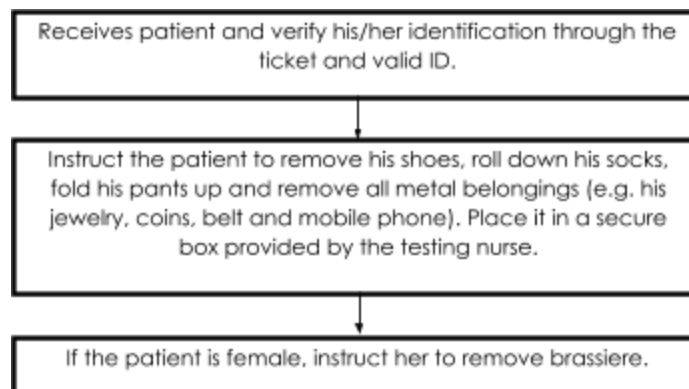 Receives patient and verify his/her identification through the
ticket and valid ID.
Instruct the patient to remove his shoes, roll down his socks,
fold his pants up and remove all metal belongings (e.g. his
jewelry, coins, belt and mobile phone). Place it in a secure
box provided by the testing nurse.
If the patient is female, instruct her to remove brassiere.